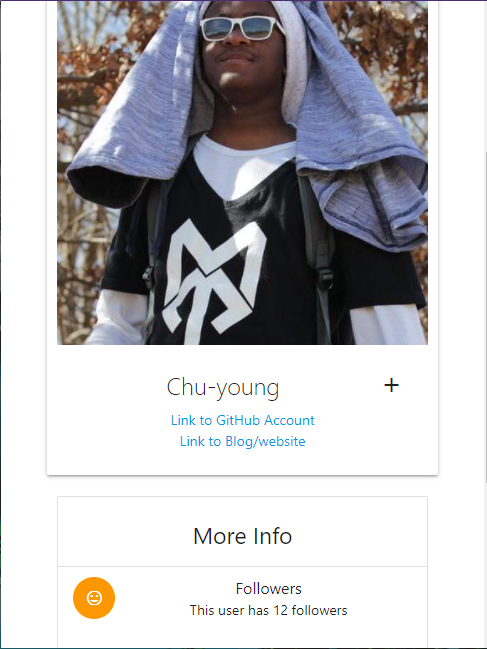 Chu-young
+
Link to GitHub Account
Link to Blog/website
More Info
Followers
This user has 12 followers